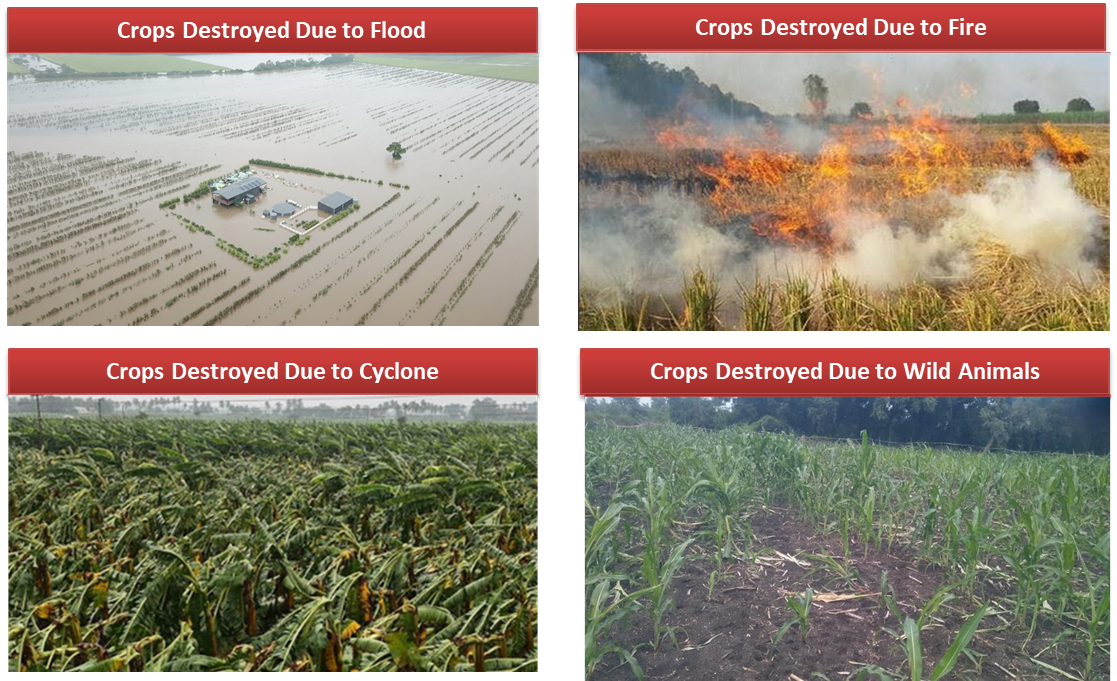 Crops Destroyed Due to Flood
Crops Destroyed Due to Fire
Crops Destroyed Due to Cyclone
Crops Destroyed Due to Wild Animals